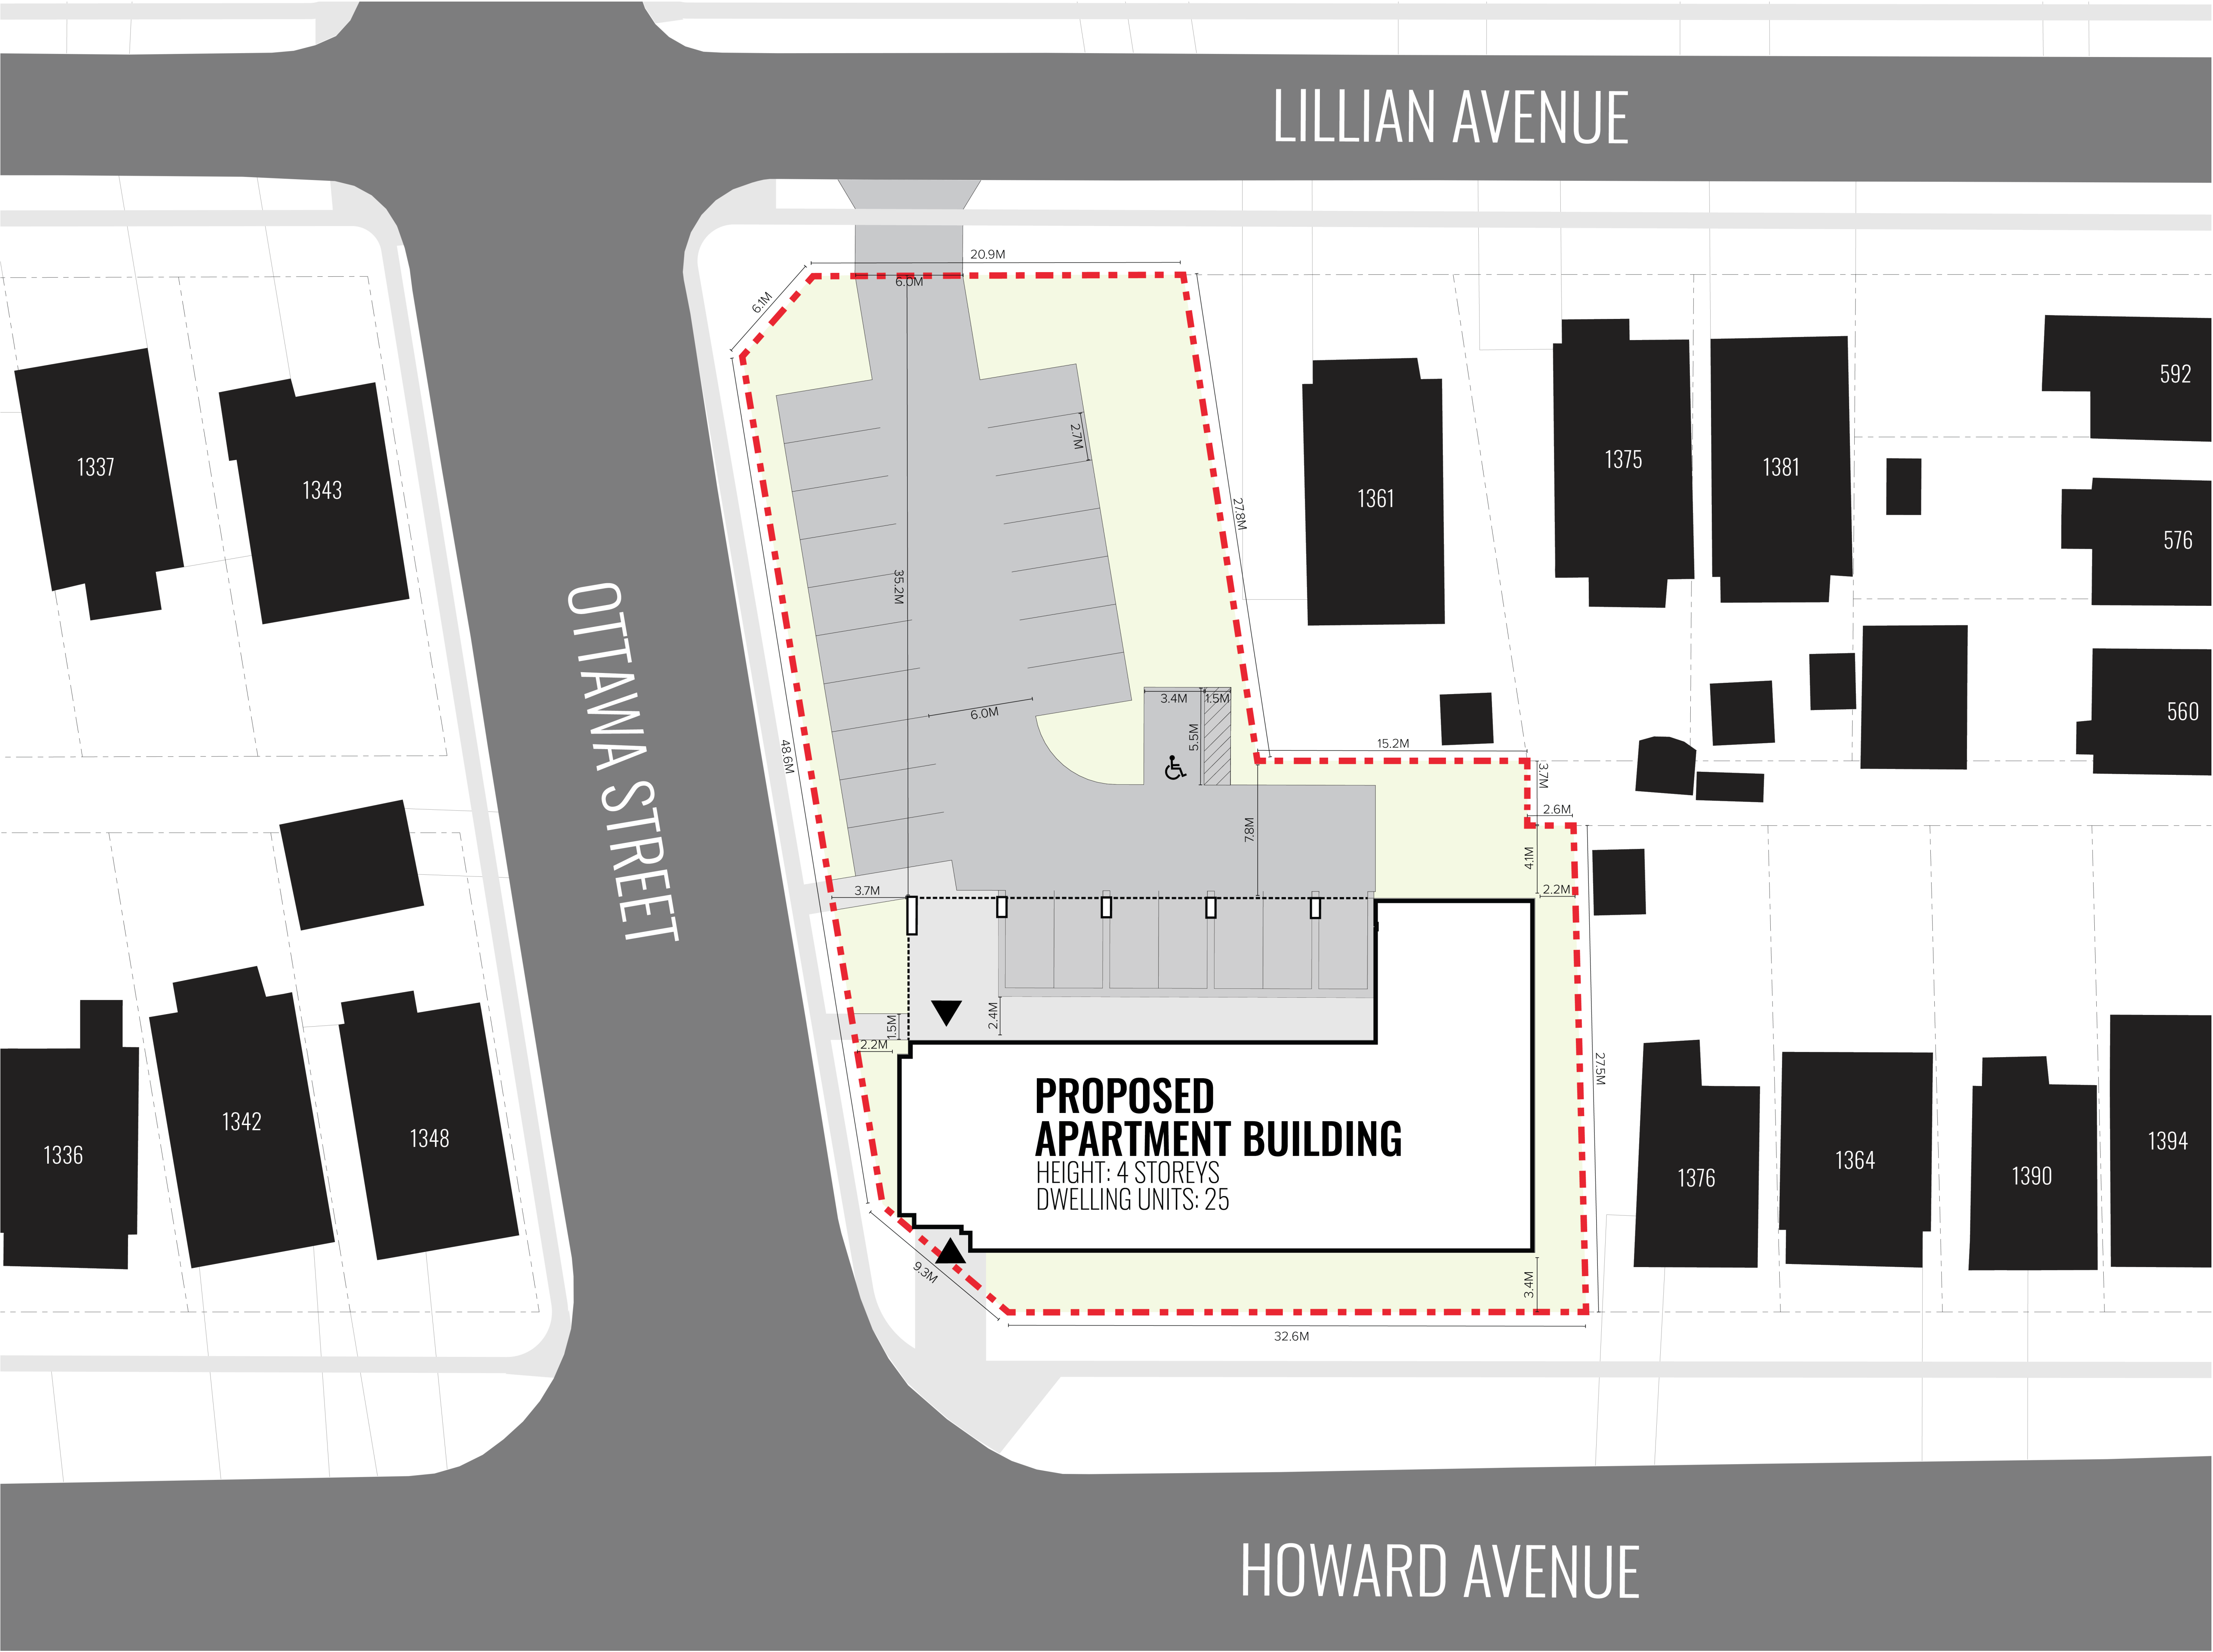 LILLIAN AVENUE
20.9M
6.0M
6.1M
592
1375
1381
1337
1343
1361
2.7M
27.8M
576
35.2M
OTTAWA STREET
3.4M
1.5M
6.0M
560
5.5M
48.6M
15.2M
3.7M
2.6M
7.8M
4.1M
3.7M
2.2M
2.4M
1.5M
2.2M
27.5M
PROPOSED
APARTMENT BUILDING
HEIGHT: 4 STOREYS
DWELLING UNITS: 25
1336
1342
1348
1376
1364
1390
1394
9.3M
3.4M
32.6M
HOWARD AVENUE